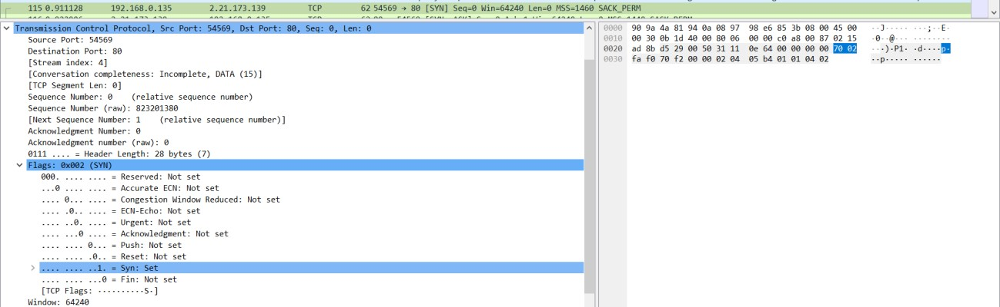 115 0.911128 192.168.0.135 2.21.173.139 TCP 62 54569 → 80 [SYN] Seq=0 Win=64240 Len=0 MSS=1460 SACK_PERM
Transmission Control Protocol, Src Port: 54569, Dst Port: 80, Seq: 0, Len: 0
Source Port: 54569
Destination Port: 80
[Stream index: 4]
[Conversation completeness: Incomplete, DATA (15)]
[TCP Segment Len: 0]
Sequence Number: 0 (relative sequence number)
Sequence Number (raw): 823201380
[Next Sequence Number: 1 (relative sequence number)]
Acknowledgment Number: 0
Acknowledgment number (raw): 0
0111 .... = Header Length: 28 bytes (7)
Flags: 0x002 (SYN)
000. .... .... = Reserved: Not set
...0 .... .... = Accurate ECN: Not set
.... 0... .... = Congestion Window Reduced: Not set
.... .0.. .... = ECN-Echo: Not set
.... ..0. .... = Urgent: Not set
.... ...0 .... = Acknowledgment: Not set
.... .... 0... = Push: Not set
.... .... .0.. = Reset: Not set
.... .... ..1. = Syn: Set
.... .... ...0 = Fin: Not set
[TCP Flags: ··········S·]
Window: 64240
0000 90 9a 4a 81 94 0a 08 97 98 e6 85 3b 08 00 45 00 ··J····· ···;··E·
0010 00 30 0b 1d 40 00 80 06 00 00 c0 a8 00 87 02 15 ·0··@··· ········
0020 ad 8b d5 29 00 50 31 11 0e 64 00 00 00 00 70 02 ···)·P1· ·d····p·
0030 fa f0 70 f2 00 00 02 04 05 b4 01 01 04 02 ··p····· ······